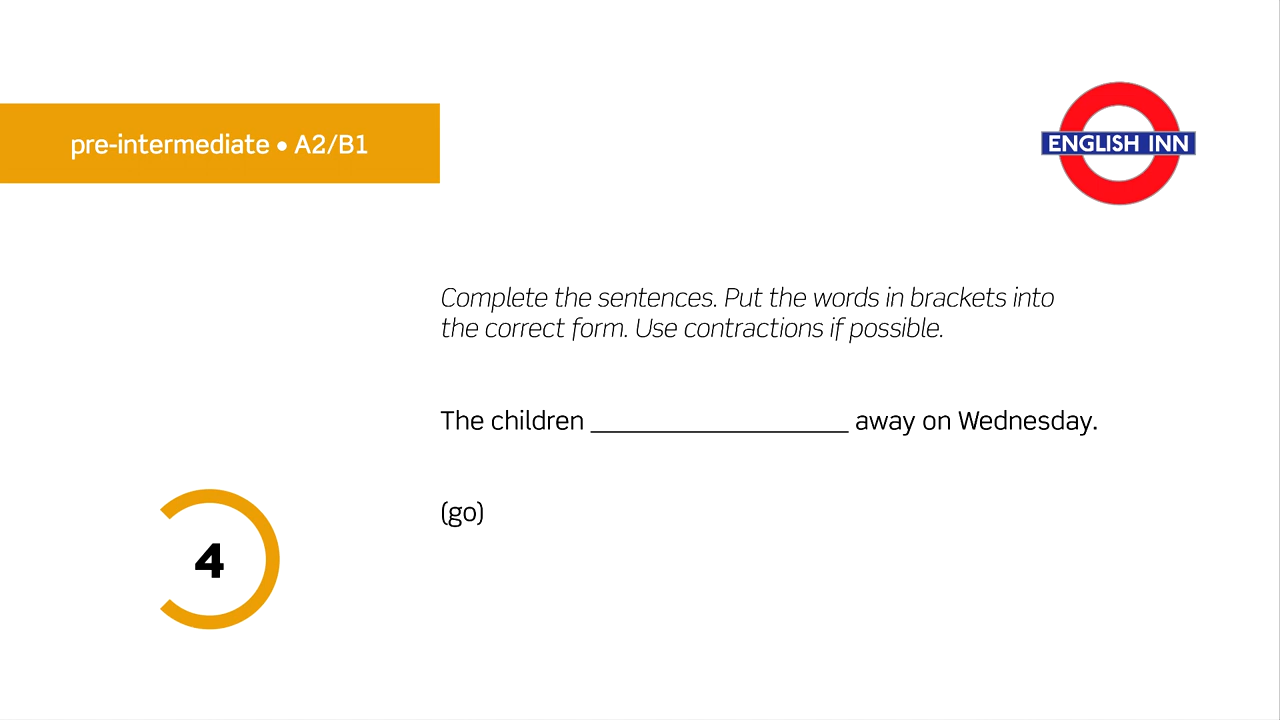 pre-intermediate • A2/B1
ENGLISH INN
Complete the sentences. Put the words in brackets into
the correct form. Use contractions if possible.
The children __________________ away on Wednesday.
(go)
4